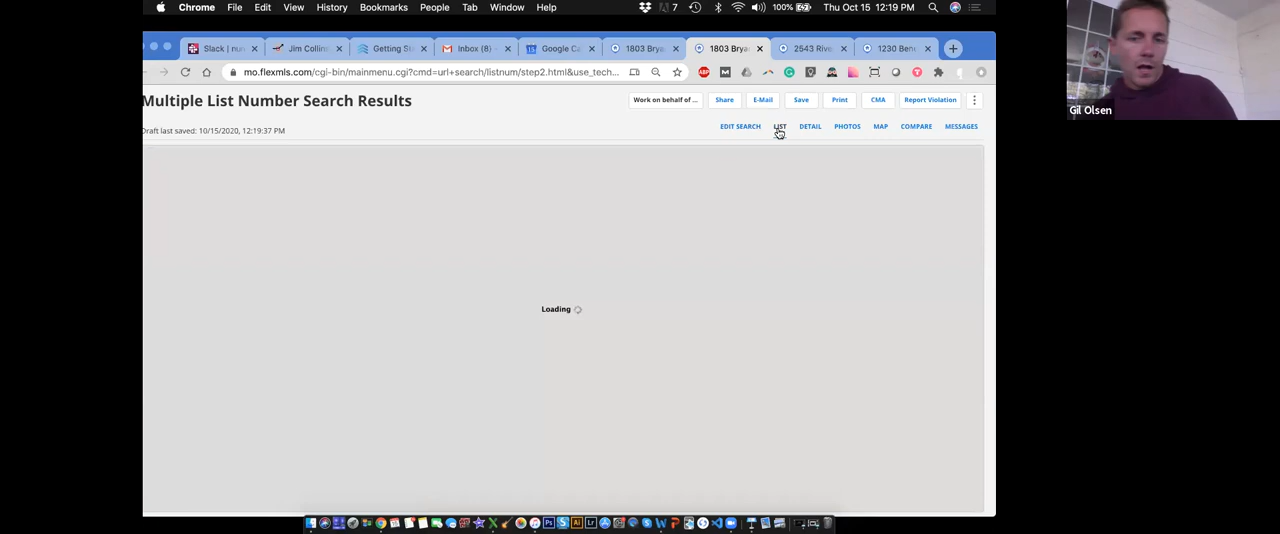 Chrome File Edit View History Bookmarks People Tab Window Help 7 100% Thu Oct 15 12:19 PM
Slack | nu Jim Collin Getting St Inbox (8) - Google Ca 1803 Brya 1803 Brya 2543 Rive 1230 Ben
mo.flexmls.com/cgi-bin/mainmenu.cgi?cmd=url+search/listnum/step2.html&use_tech... ABP M
Multiple List Number Search Results
Work on behalf of ... Share E-Mail Save Print CMA Report Violation
Draft last saved: 10/15/2020, 12:19:37 PM
EDIT SEARCH LIST DETAIL PHOTOS MAP COMPARE MESSAGES
Loading
Gil Olsen